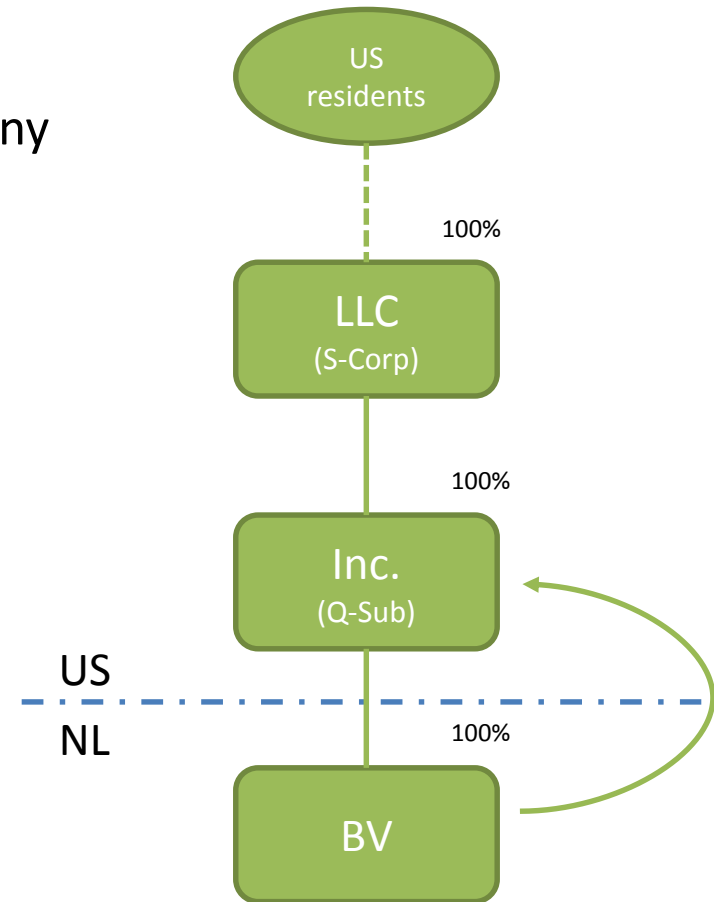 US
residents
ny
100%
LLC
(S-Corp)
100%
Inc.
(Q-Sub)
US
NL
100%
BV